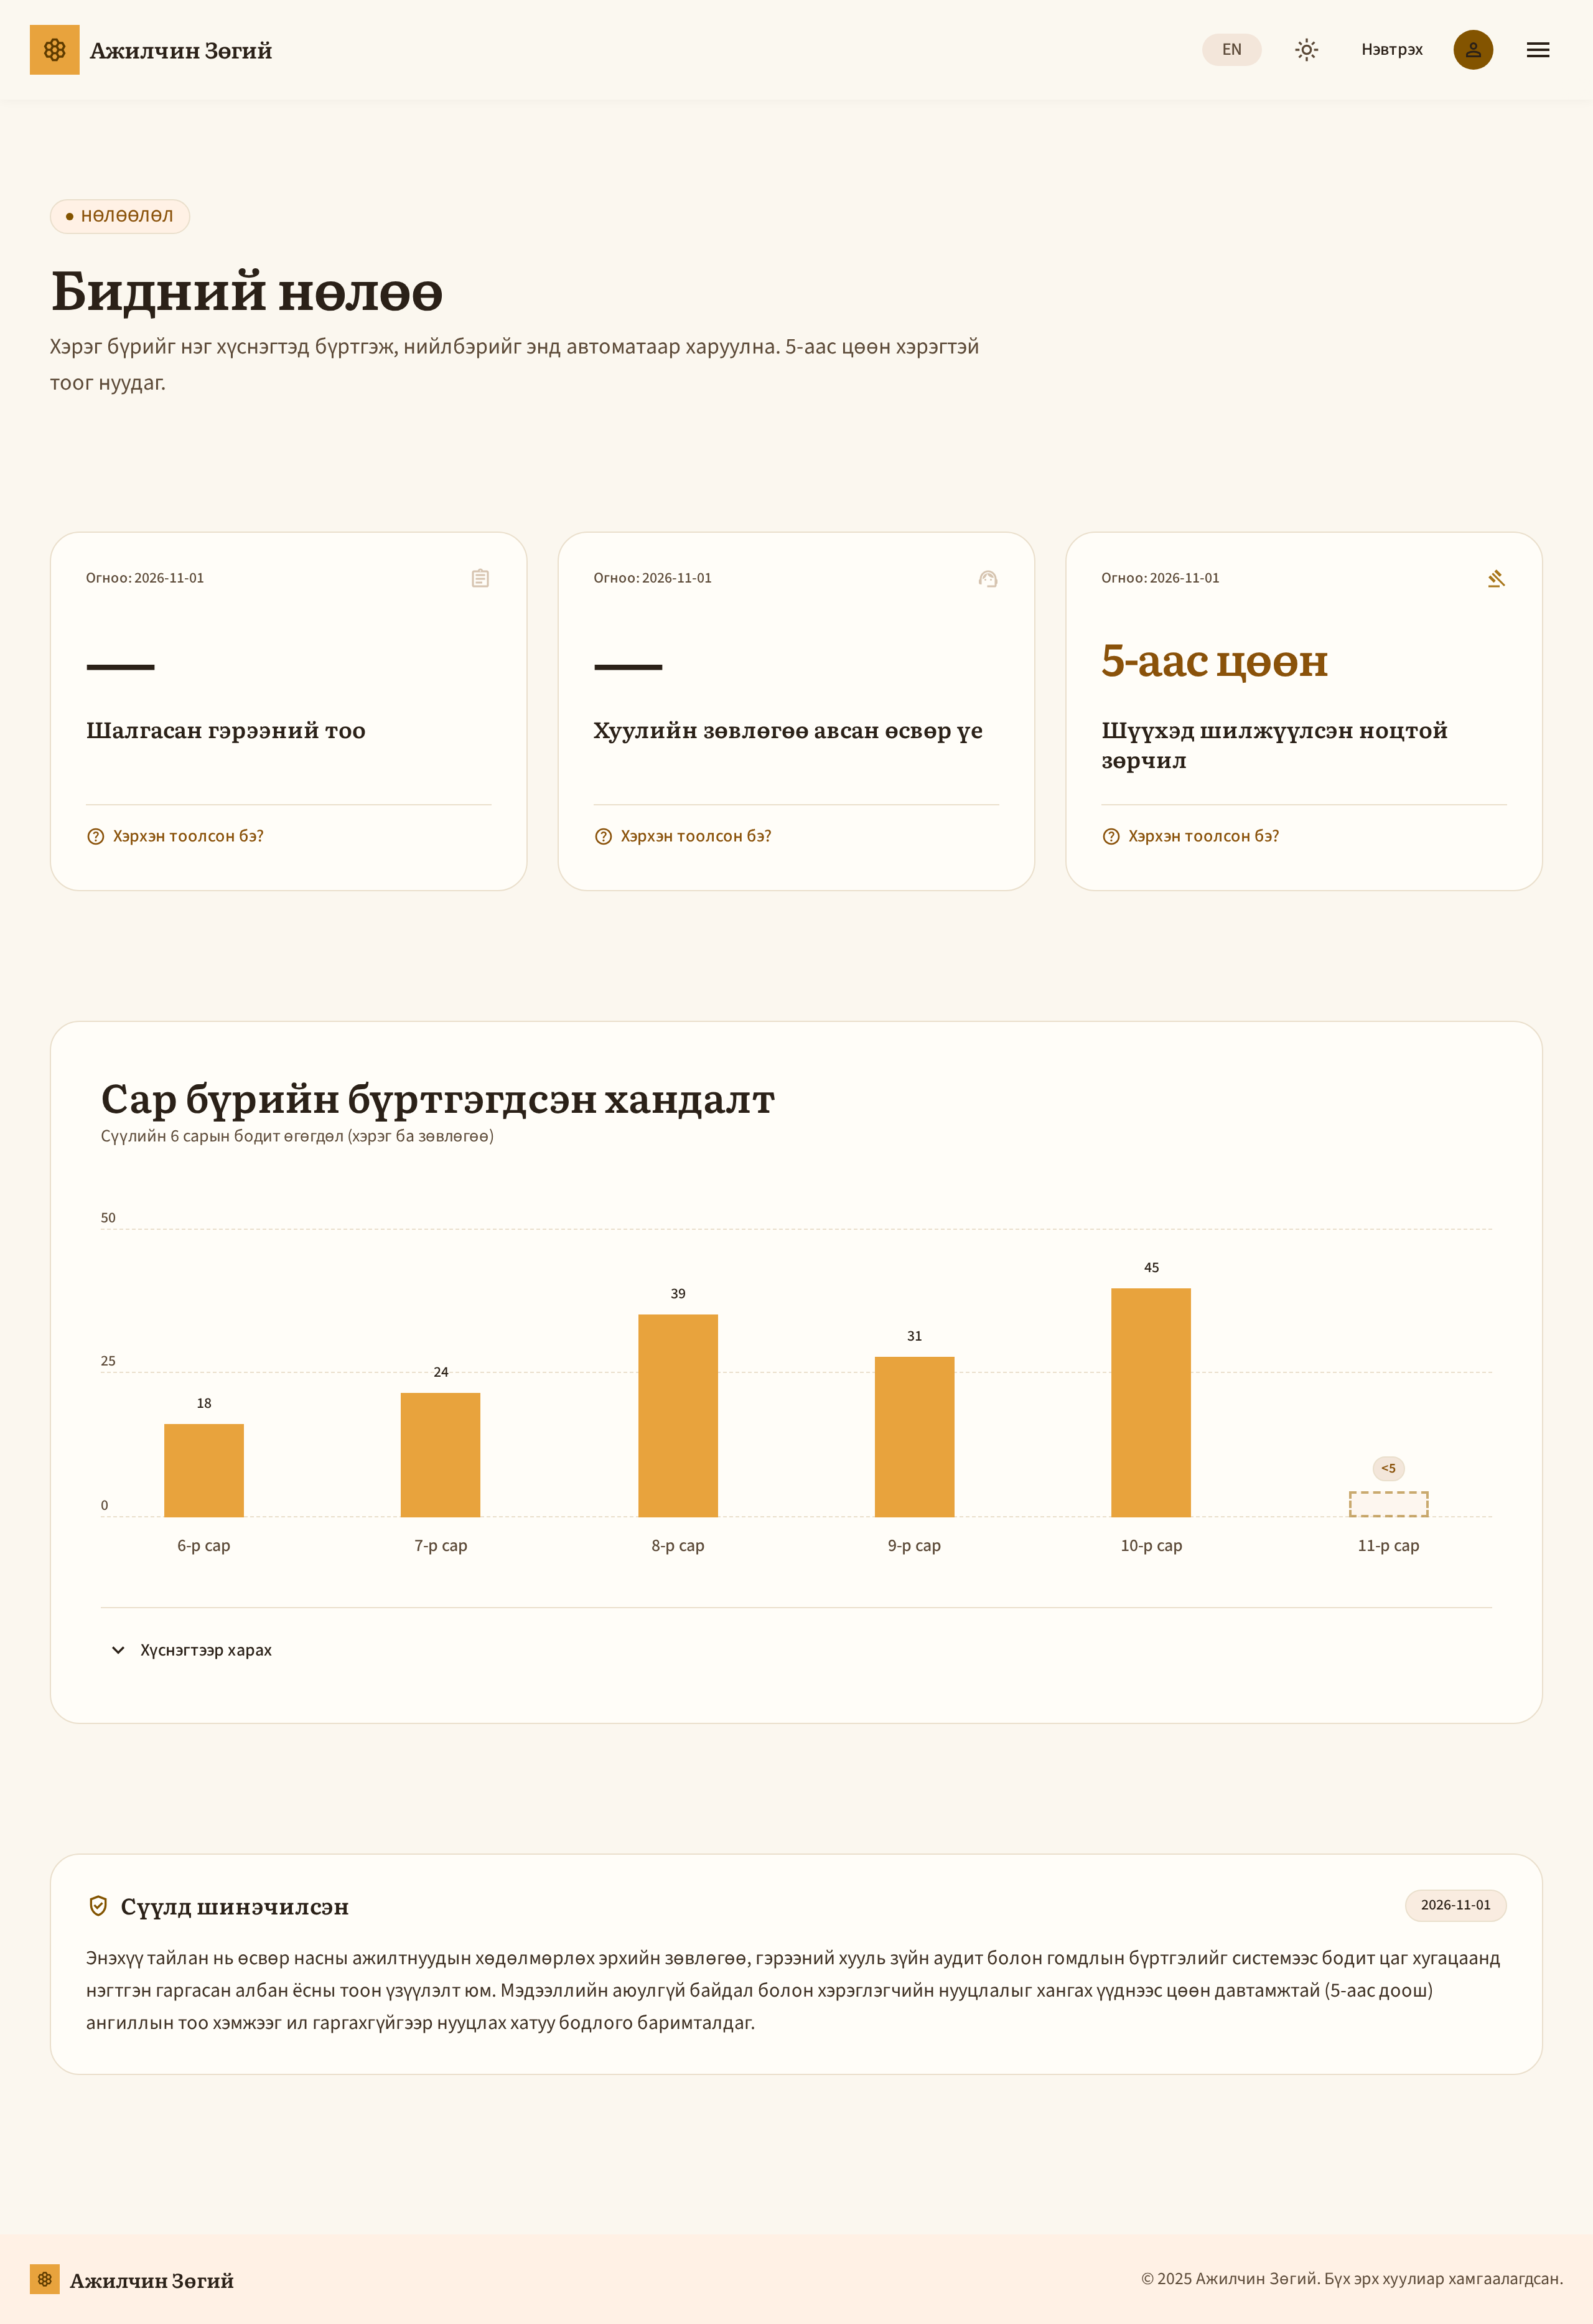 Ажилчин Зөгий
EN
Нэвтрэх
НӨЛӨӨЛӨЛ
Бидний нөлөө
Хэрэг бүрийг нэг хүснэгтэд бүртгэж, нийлбэрийг энд автоматаар харуулна. 5-аас цөөн хэрэгтэй
тоог нуудаг.
Огноо: 2026-11-01
—
Шалгасан гэрээний тоо
Хэрхэн тоолсон бэ?
Огноо: 2026-11-01
—
Хуулийн зөвлөгөө авсан өсвөр үе
Хэрхэн тоолсон бэ?
Огноо: 2026-11-01
5-аас цөөн
Шүүхэд шилжүүлсэн ноцтой
зөрчил
Хэрхэн тоолсон бэ?
Сар бүрийн бүртгэгдсэн хандалт
Сүүлийн 6 сарын бодит өгөгдөл (хэрэг ба зөвлөгөө)
50
25
0
18
24
39
31
45
<5
6-р сар
7-р сар
8-р сар
9-р сар
10-р сар
11-р сар
Хүснэгтээр харах
Сүүлд шинэчилсэн
2026-11-01
Энэхүү тайлан нь өсвөр насны ажилтнуудын хөдөлмөрлөх эрхийн зөвлөгөө, гэрээний хууль зүйн аудит болон гомдлын бүртгэлийг системээс бодит цаг хугацаанд
нэгтгэн гаргасан албан ёсны тоон үзүүлэлт юм. Мэдээллийн аюулгүй байдал болон хэрэглэгчийн нууцлалыг хангах үүднээс цөөн давтамжтай (5-аас доош)
ангиллын тоо хэмжээг ил гаргахгүйгээр нууцлах хатуу бодлого баримталдаг.
Ажилчин Зөгий
© 2025 Ажилчин Зөгий. Бүх эрх хуулиар хамгаалагдсан.